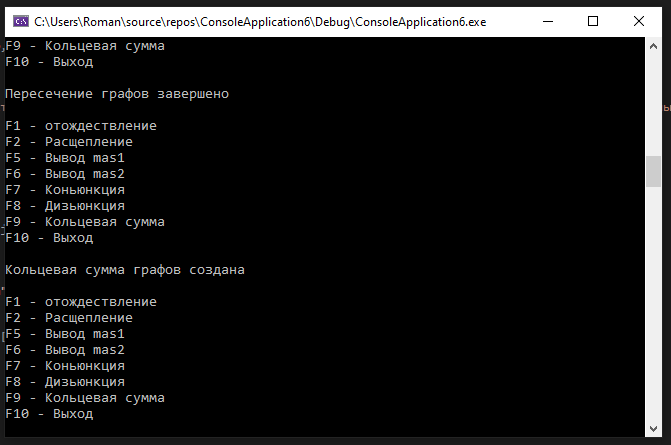 C:\Users\Roman\source\repos\ConsoleApplication6\Debug\ConsoleApplication6.exe
F9 - Кольцевая сумма
F10 - Выход
Пересечение графов завершено
F1 - отождествление
F2 - Расщепление
F5 - Вывод mas1
F6 - Вывод mas2
F7 - Коньюнкция
F8 - Дизьюнкция
F9 - Кольцевая сумма
F10 - Выход
Кольцевая сумма графов создана
F1 - отождествление
F2 - Расщепление
F5 - Вывод mas1
F6 - Вывод mas2
F7 - Коньюнкция
F8 - Дизьюнкция
F9 - Кольцевая сумма
F10 - Выход